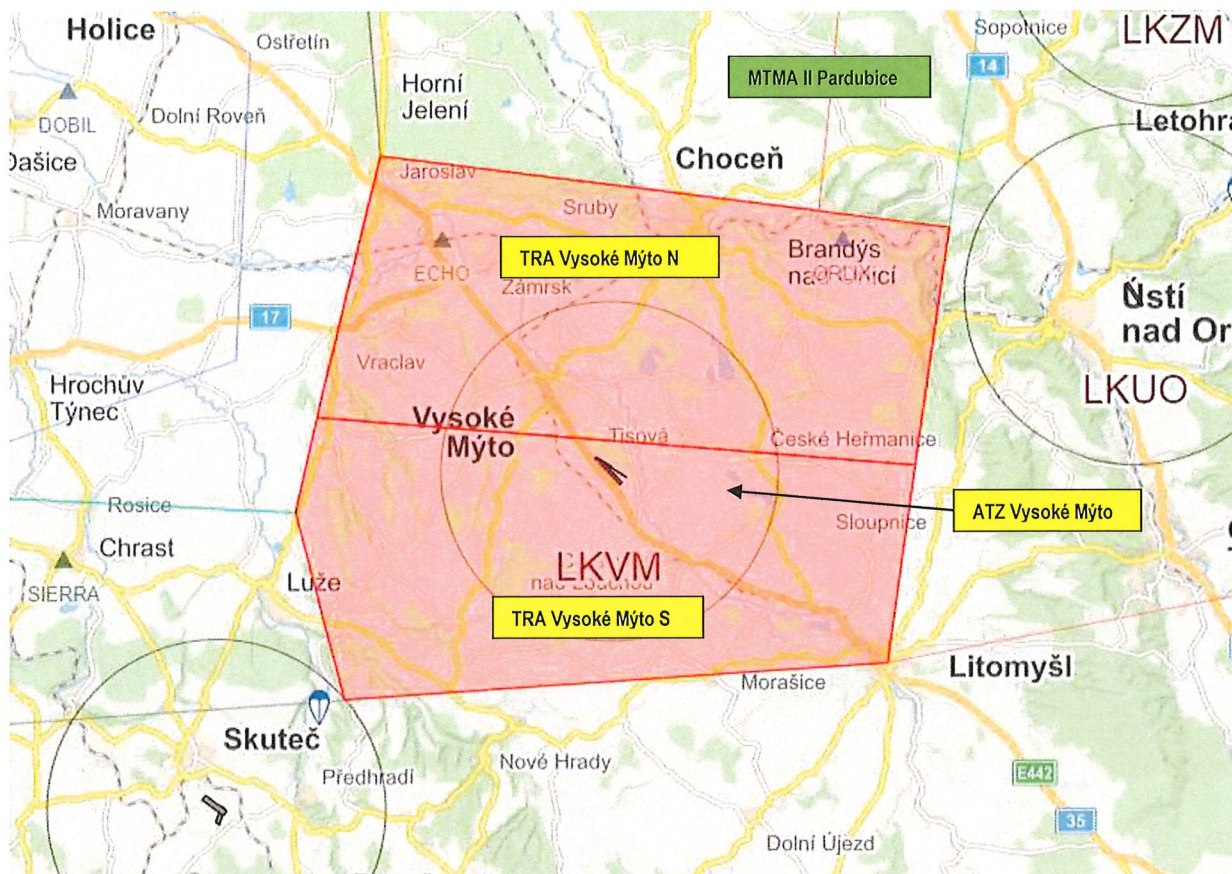 Holice
Ostřetín
Sopotnice
LKZM
14
MTMA II Pardubice
Horní
Jelení
DOBIL
Dolní Roveň
Letohra
Dašice
Choceň
Jaroslav
Moravany
Sruby
TRA Vysoké Mýto N
Brandýs
nad Orlicí
ORLIX
ECHO
Zámrsk
Ústí
nad Or
17
Vraclav
LKUO
Hrochův
Týnec
Vysoké
Mýto
Tisová
České Heřmanice
Rosice
ATZ Vysoké Mýto
Sloupnice
Chrast
LKVM
SIERRA
Luže
TRA Vysoké Mýto S
Litomyšl
Morašice
Skuteč
Nové Hrady
Předhradí
E442
35
Dolní Újezd